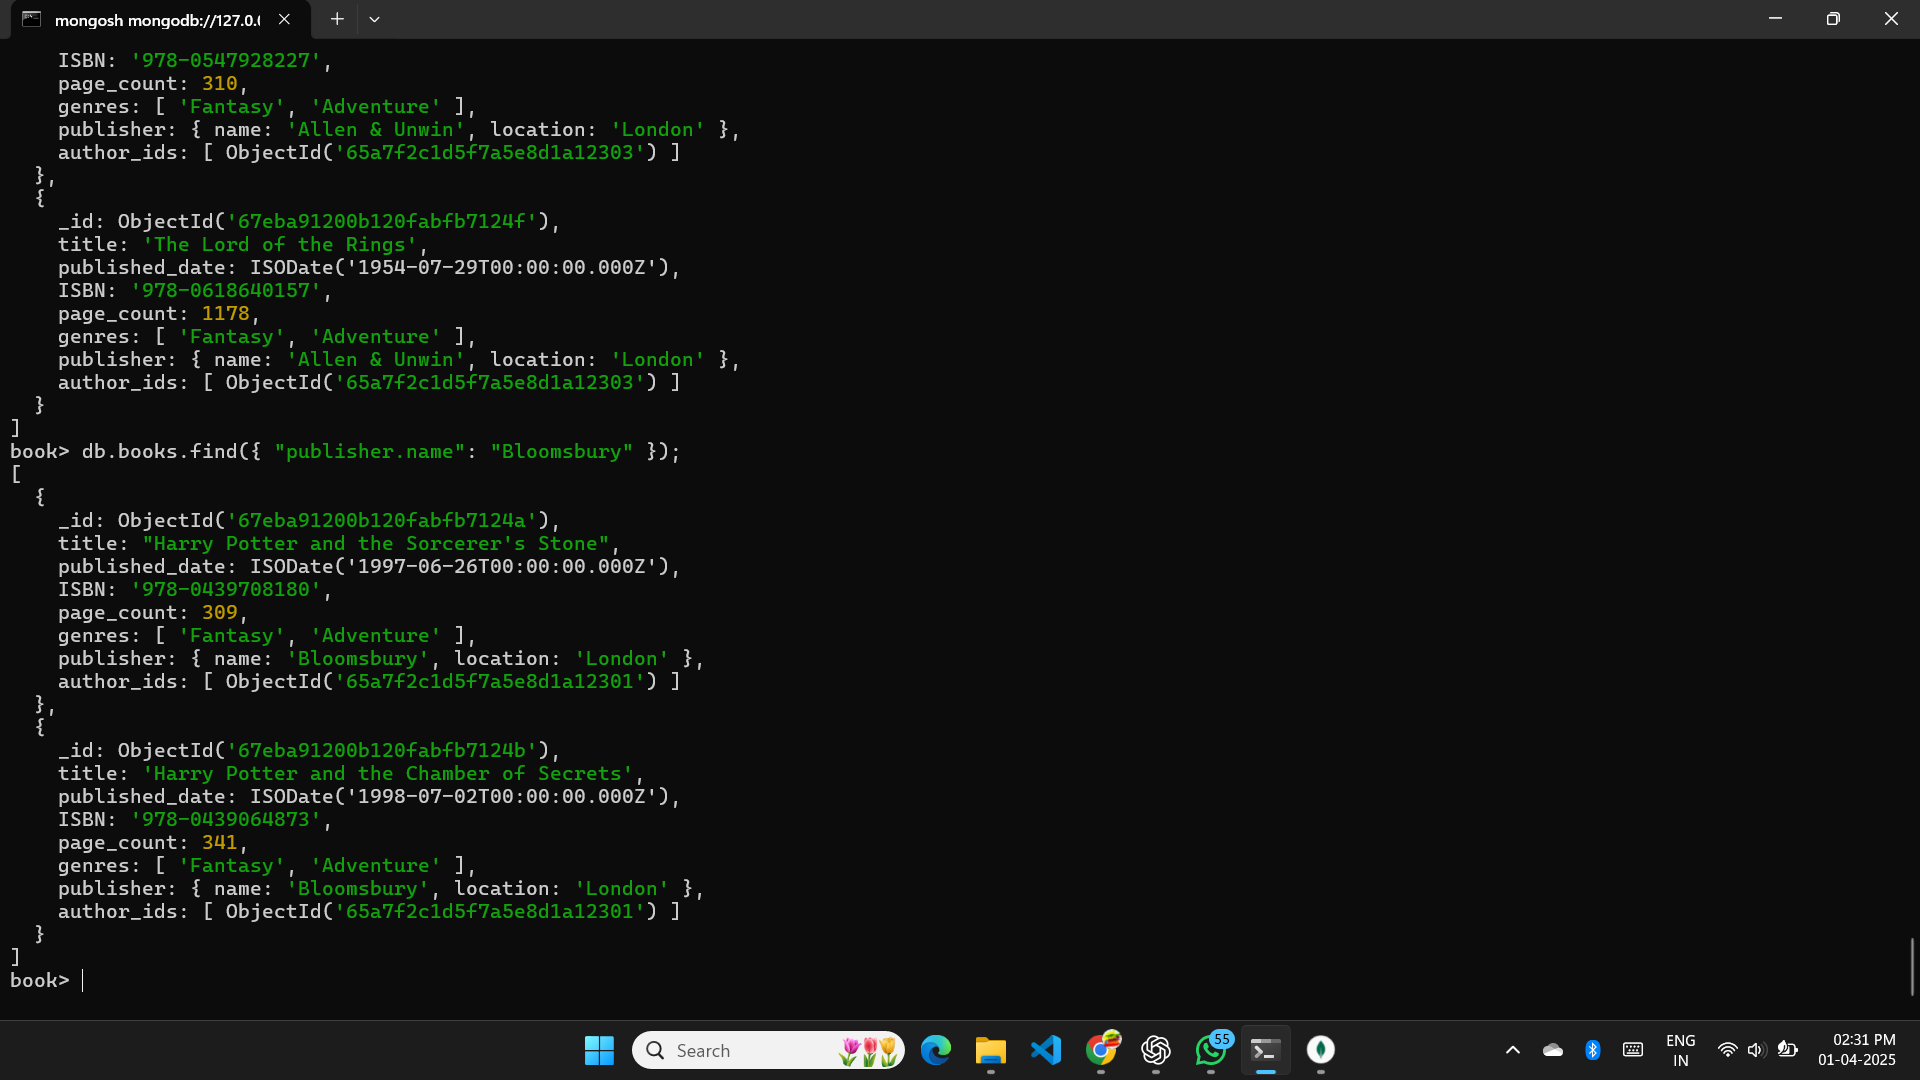 mongosh mongodb://127.0.0
ISBN: '978-0547928227',
page_count: 310,
genres: [ 'Fantasy', 'Adventure' ],
publisher: { name: 'Allen & Unwin', location: 'London' },
author_ids: [ ObjectId('65a7f2c1d5f7a5e8d1a12303') ]
},
{
_id: ObjectId('67eba91200b120fabfb7124f'),
title: 'The Lord of the Rings',
published_date: ISODate('1954-07-29T00:00:00.000Z'),
ISBN: '978-0618640157',
page_count: 1178,
genres: [ 'Fantasy', 'Adventure' ],
publisher: { name: 'Allen & Unwin', location: 'London' },
author_ids: [ ObjectId('65a7f2c1d5f7a5e8d1a12303') ]
}
]
book> db.books.find({ "publisher.name": "Bloomsbury" });
[
{
_id: ObjectId('67eba91200b120fabfb7124a'),
title: "Harry Potter and the Sorcerer's Stone",
published_date: ISODate('1997-06-26T00:00:00.000Z'),
ISBN: '978-0439708180',
page_count: 309,
genres: [ 'Fantasy', 'Adventure' ],
publisher: { name: 'Bloomsbury', location: 'London' },
author_ids: [ ObjectId('65a7f2c1d5f7a5e8d1a12301') ]
},
{
_id: ObjectId('67eba91200b120fabfb7124b'),
title: 'Harry Potter and the Chamber of Secrets',
published_date: ISODate('1998-07-02T00:00:00.000Z'),
ISBN: '978-0439064873',
page_count: 341,
genres: [ 'Fantasy', 'Adventure' ],
publisher: { name: 'Bloomsbury', location: 'London' },
author_ids: [ ObjectId('65a7f2c1d5f7a5e8d1a12301') ]
}
]
book>
Search
55
ENG
IN
02:31 PM
01-04-2025